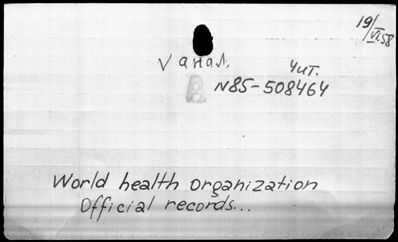 19/VI.58
V анал. Чит.
N85-508464
World health organization
Official records...